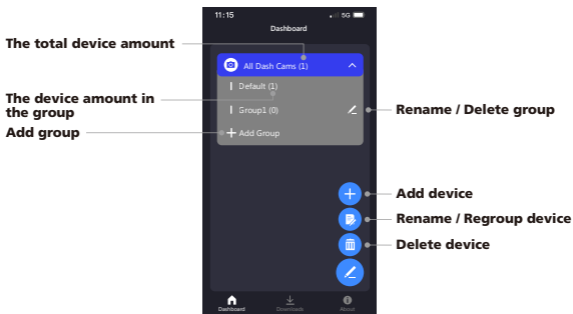 11:15
5G
Dashboard
The total device amount
All Dash Cams (1)
Default (1)
The device amount in
the group
Group1 (0)
Rename / Delete group
Add group
Add Group
Add device
Rename / Regroup device
Delete device
Dashboard
Downloads
About